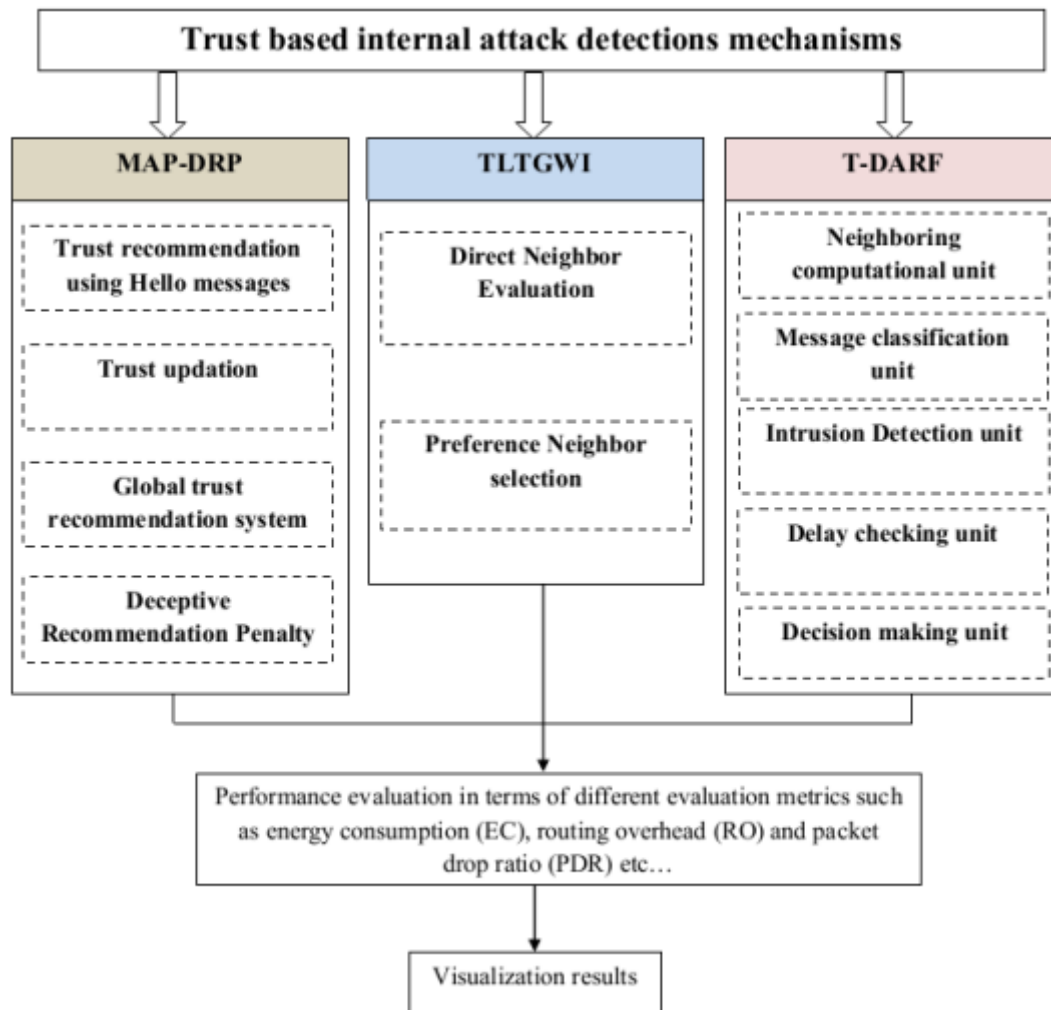 Trust based internal attack detections mechanisms
MAP-DRP
Trust recommendation
using Hello messages
Trust updation
Global trust
recommendation system
Deceptive
Recommendation Penalty
TLTGWI
Direct Neighbor
Evaluation
Preference Neighbor
selection
T-DARF
Neighboring
computational unit
Message classification
unit
Intrusion Detection unit
Delay checking unit
Decision making unit
Performance evaluation in terms of different evaluation metrics such
as energy consumption (EC), routing overhead (RO) and packet
drop ratio (PDR) etc…
Visualization results